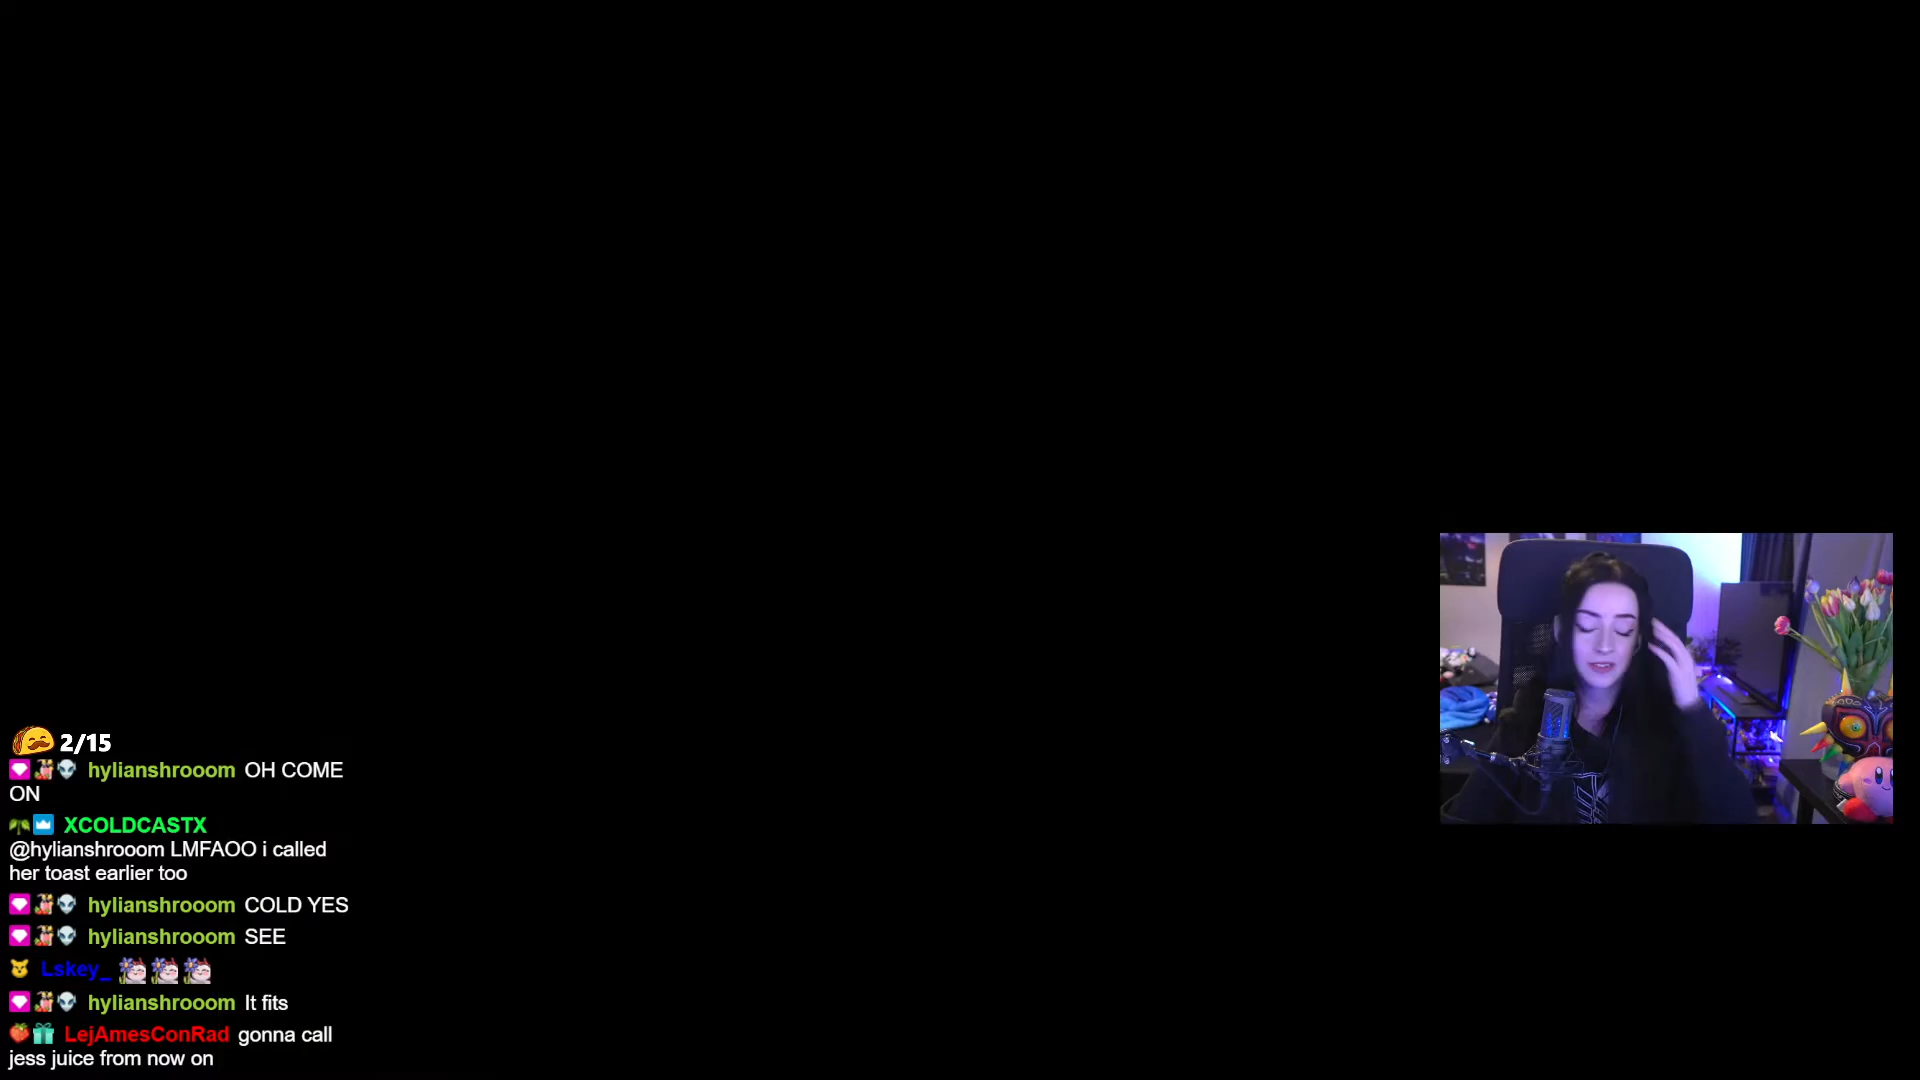 2/15
hylianshrooom OH COME
ON
XCOLDCASTX
@hylianshrooom LMFAOO i called
her toast earlier too
hylianshrooom COLD YES
hylianshrooom SEE
Lskey_
hylianshrooom It fits
LejAmesConRad gonna call
jess juice from now on